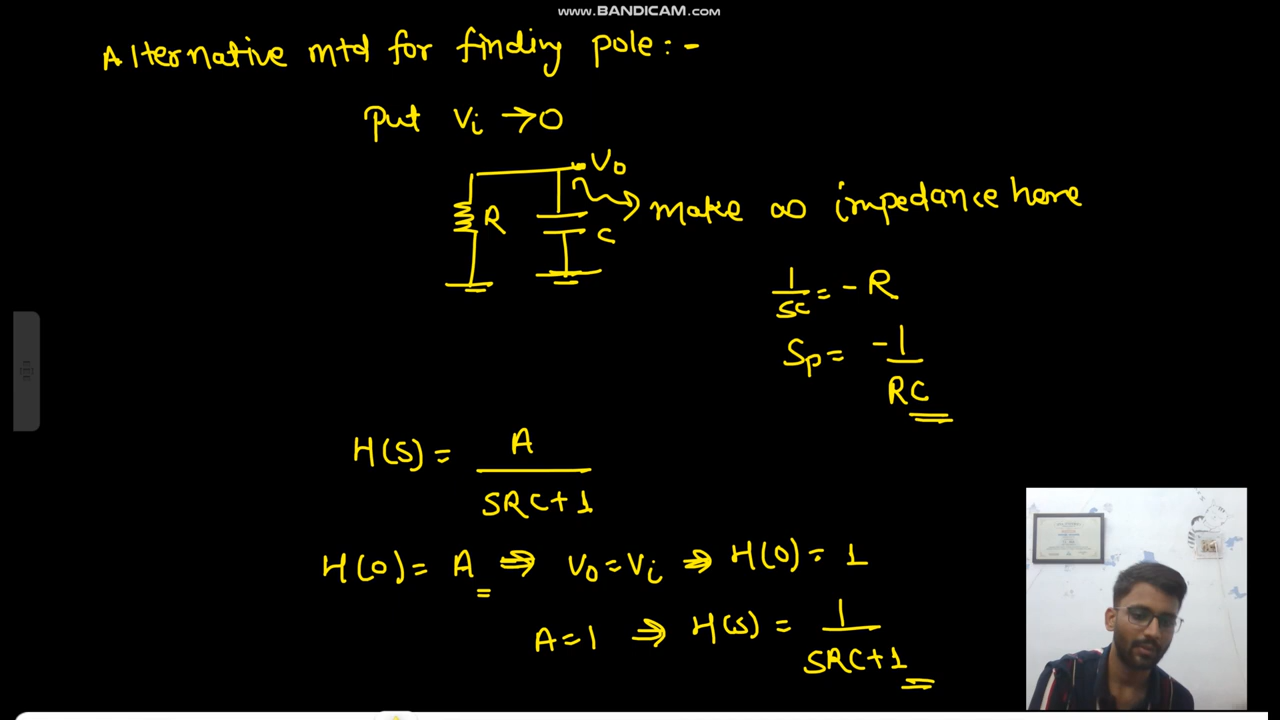 WWW.BANDICAM.COM
Alternative mtd for finding pole:-
Put Vi → 0
Vo
R
C
make ∞ impedance here
1/SC = - R
Sp = -1/RC
H(S) = A/SRC+1
H(0) = A ⇒ Vo = Vi ⇒ H(0) = 1
A = 1 ⇒ H(S) = 1/SRC+1